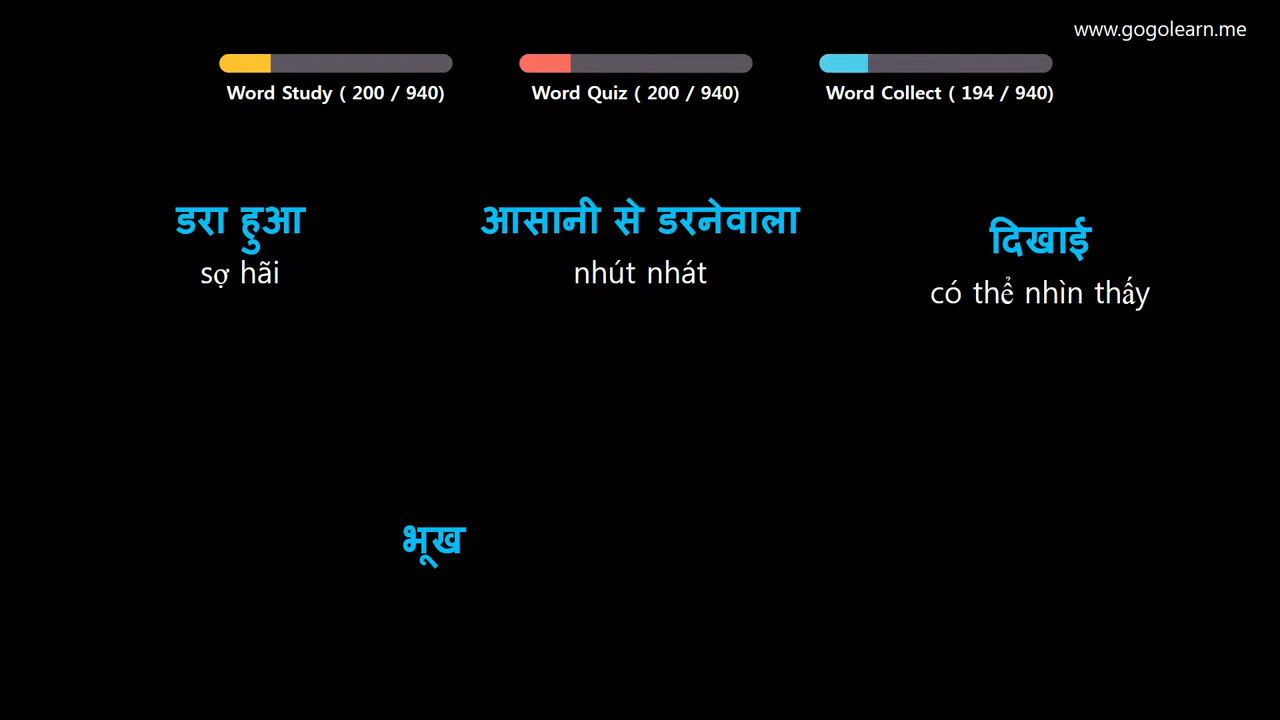 www.gogolearn.me
Word Study ( 200 / 940)
Word Quiz ( 200 / 940)
Word Collect ( 194 / 940)
डरा हुआ
sợ hãi
आसानी से डरनेवाला
nhút nhát
दिखाई
có thể nhìn thấy
भूख